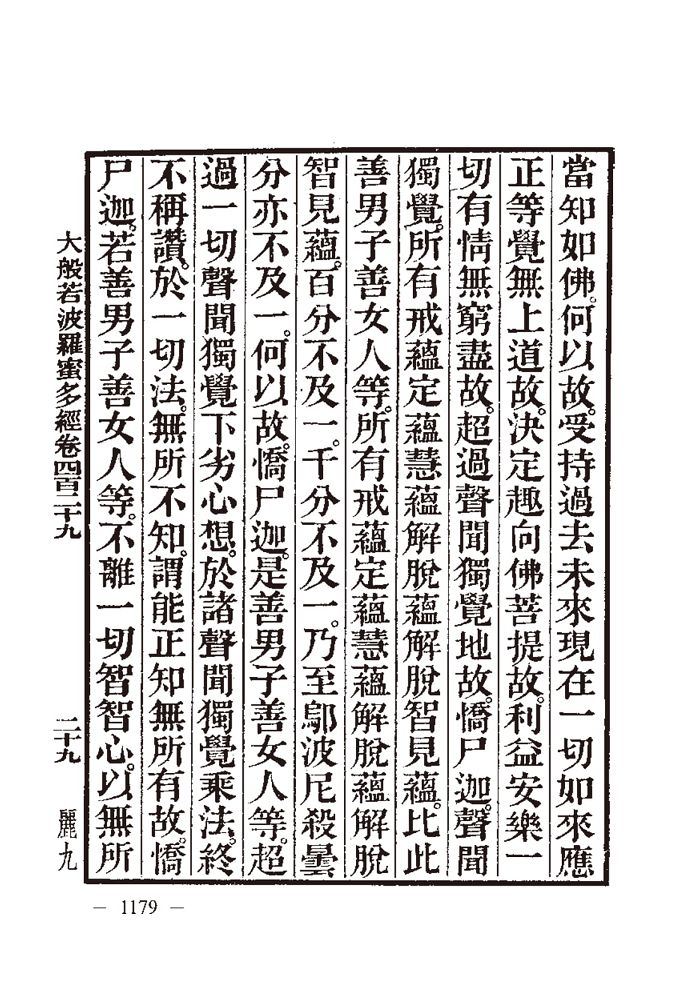 當知如佛。何以故。受持過去未來現在一切如來應
正等覺無上道故。決定趣向佛菩提故。利益安樂一
切有情無窮盡故。超過聲聞獨覺地故。憍尸迦。聲聞
獨覺。所有戒蘊定蘊慧蘊解脫蘊解脫智見蘊。比此
善男子善女人等。所有戒蘊定蘊慧蘊解脫蘊解脫
智見蘊。百分不及一。千分不及一。乃至鄔波尼殺曇
分亦不及一。何以故。憍尸迦。是善男子善女人等。超
過一切聲聞獨覺下劣心想。於諸聲聞獨覺乘法。終
不稱讚。於一切法。無所不知。謂能正知無所有故。憍
尸迦。若善男子善女人等。不離一切智智心。以無所
大般若波羅蜜多經卷四百二十九 二十九 麗九
— 1179 —